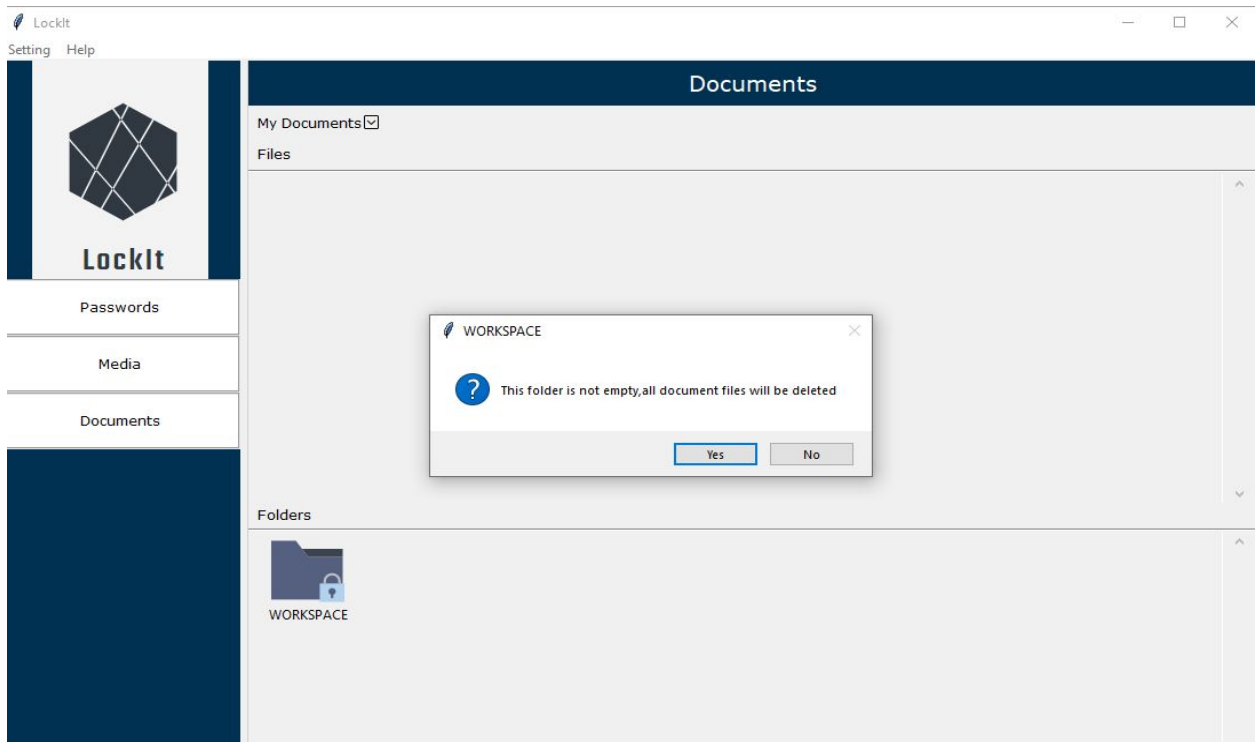 LockIt
Setting Help
Documents
My Documents
Files
LockIt
Passwords
Media
Documents
WORKSPACE
This folder is not empty,all document files will be deleted
Yes No
Folders
WORKSPACE